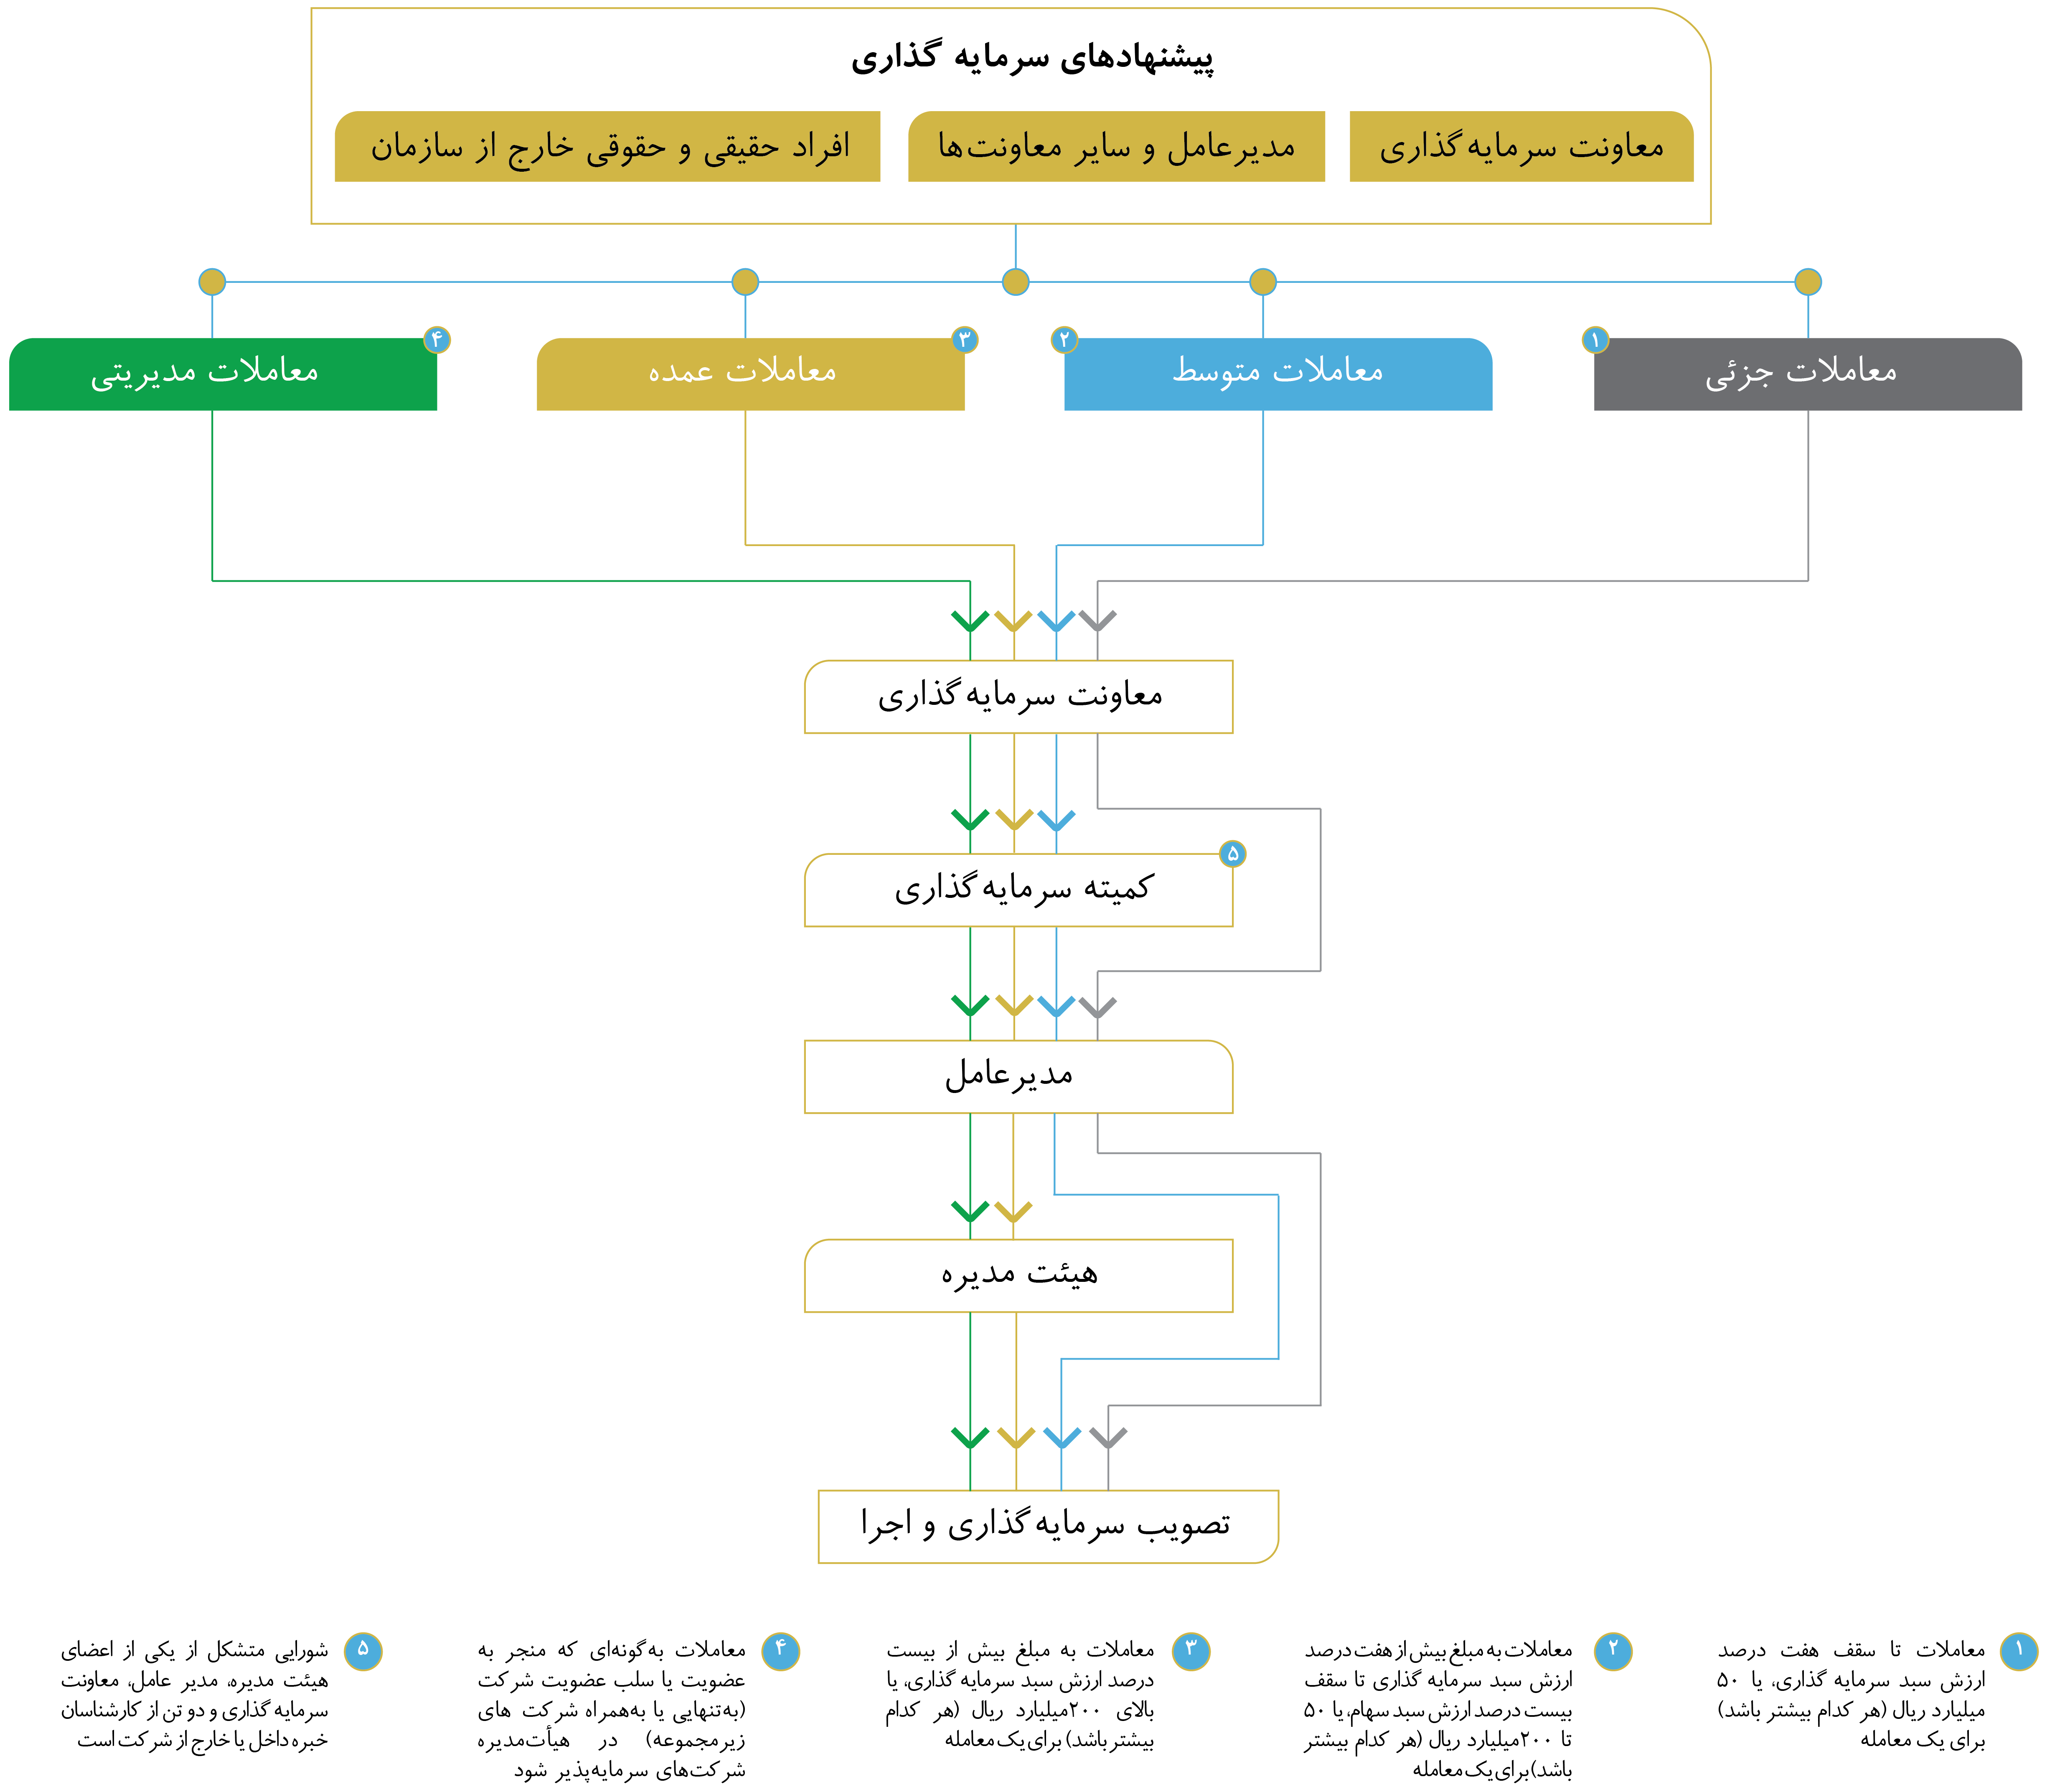 پیشنهادهای سرمایه گذاری
معاونت سرمایه‌گذاری
مدیرعامل و سایر معاونت‌ها
افراد حقیقی و حقوقی خارج از سازمان
۱
معاملات جزئی
۲
معاملات متوسط
۳
معاملات عمده
۴
معاملات مدیریتی
معاونت سرمایه‌گذاری
۵
کمیته سرمایه‌گذاری
مدیرعامل
هیئت مدیره
تصویب سرمایه‌گذاری و اجرا
۱
معاملات تا سقف هفت درصد
ارزش سبد سرمایه گذاری، یا ۵۰
میلیارد ریال (هر کدام بیشتر باشد)
برای یک معامله
۲
معاملات به مبلغ بیش از هفت درصد
ارزش سبد سرمایه گذاری تا سقف
بیست درصد ارزش سبد سهام، یا ۵۰
تا ۲۰۰میلیارد ریال (هر کدام بیشتر
باشد) برای یک معامله
۳
معاملات به مبلغ بیش از بیست
درصد ارزش سبد سرمایه گذاری، یا
بالای ۲۰۰میلیارد ریال (هر کدام
بیشتر باشد) برای یک معامله
۴
معاملات به‌گونه‌ای که منجر به
عضویت یا سلب عضویت شرکت
(به‌تنهایی یا به‌همراه شرکت های
زیرمجموعه) در هیأت‌مدیره
شرکت‌های سرمایه‌پذیر شود
۵
شورایی متشکل از یکی از اعضای
هیئت مدیره، مدیر عامل، معاونت
سرمایه گذاری و دو تن از کارشناسان
خبره داخل یا خارج از شرکت است